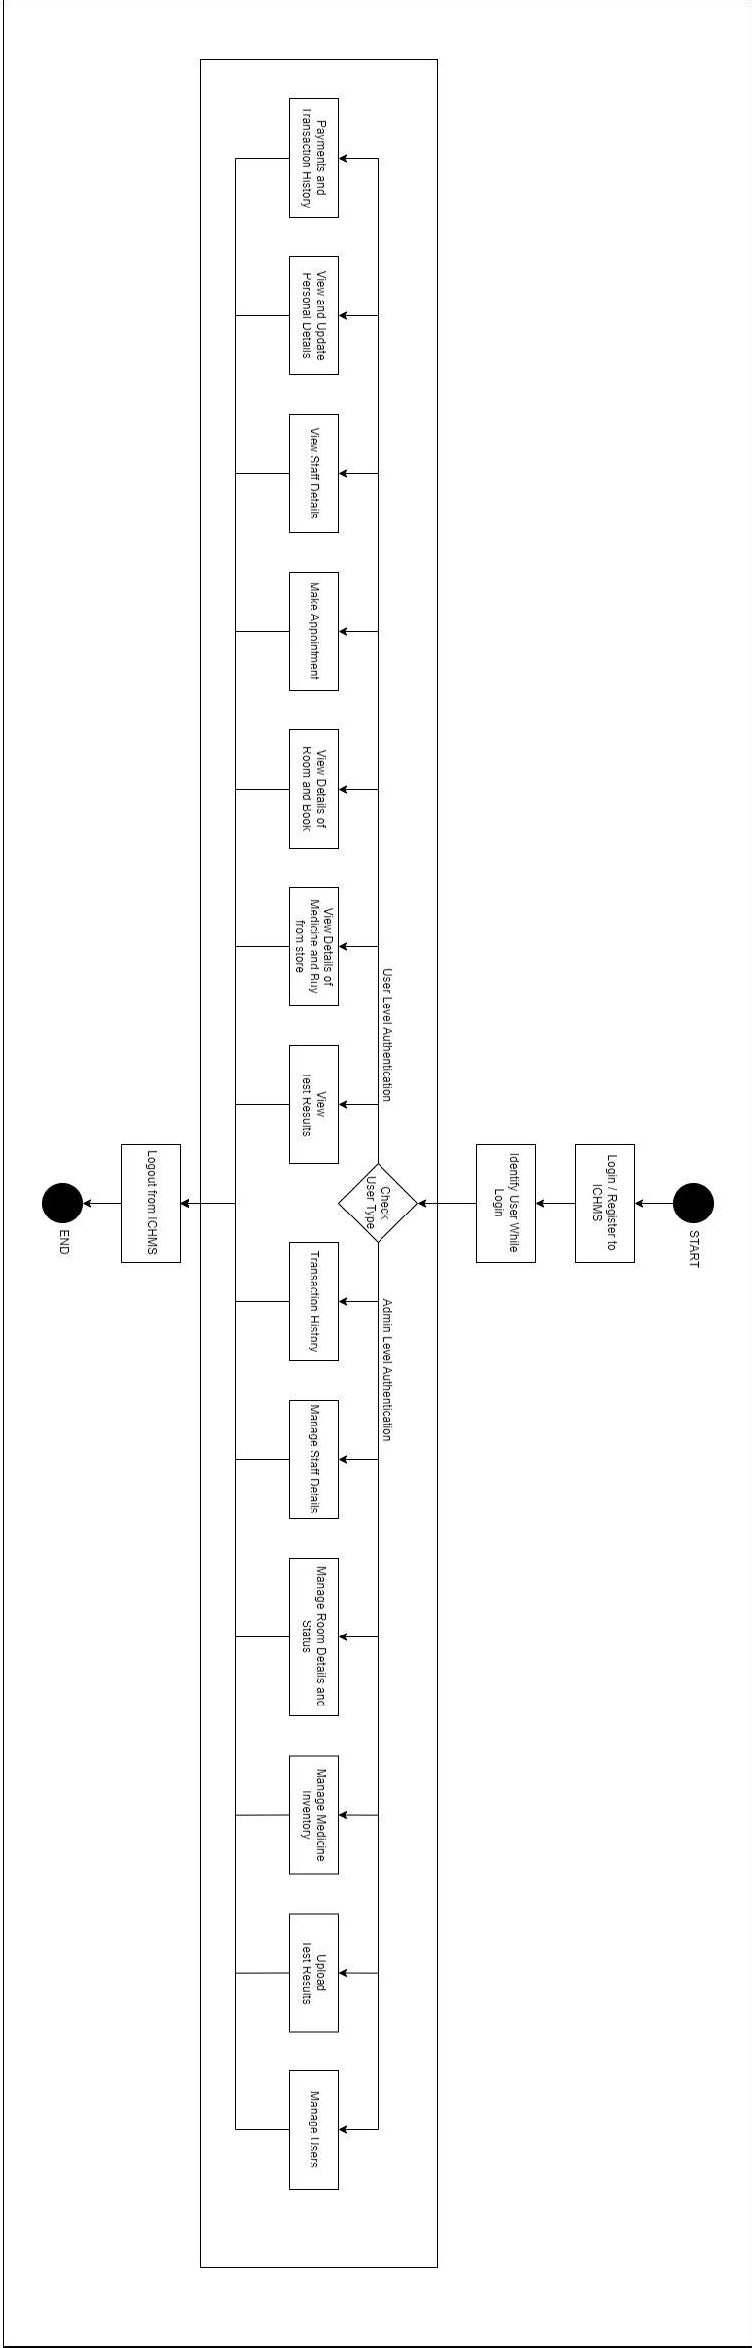 START
Login / Register to
ICHMS
Identify User While
Login
Check
User Type
User Level Authentication
Admin Level Authentication
Payments and
Transaction History
View and Update
Personal Details
View Staff Details
Make Appointment
View Details of
Room and Book
View Details of
Medicine and Buy
from store
View
Test Results
Transaction History
Manage Staff Details
Manage Room Details and
Status
Manage Medicine
Inventory
Upload
Test Results
Manage Users
Logout from ICHMS
END